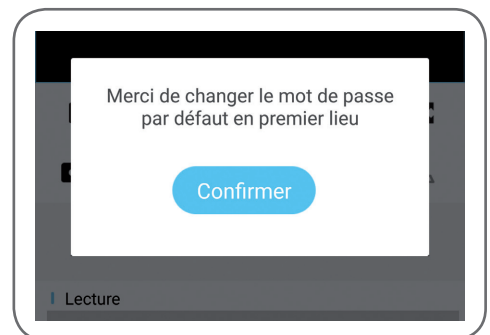 Merci de changer le mot de passe
par défaut en premier lieu
Confirmer
Lecture